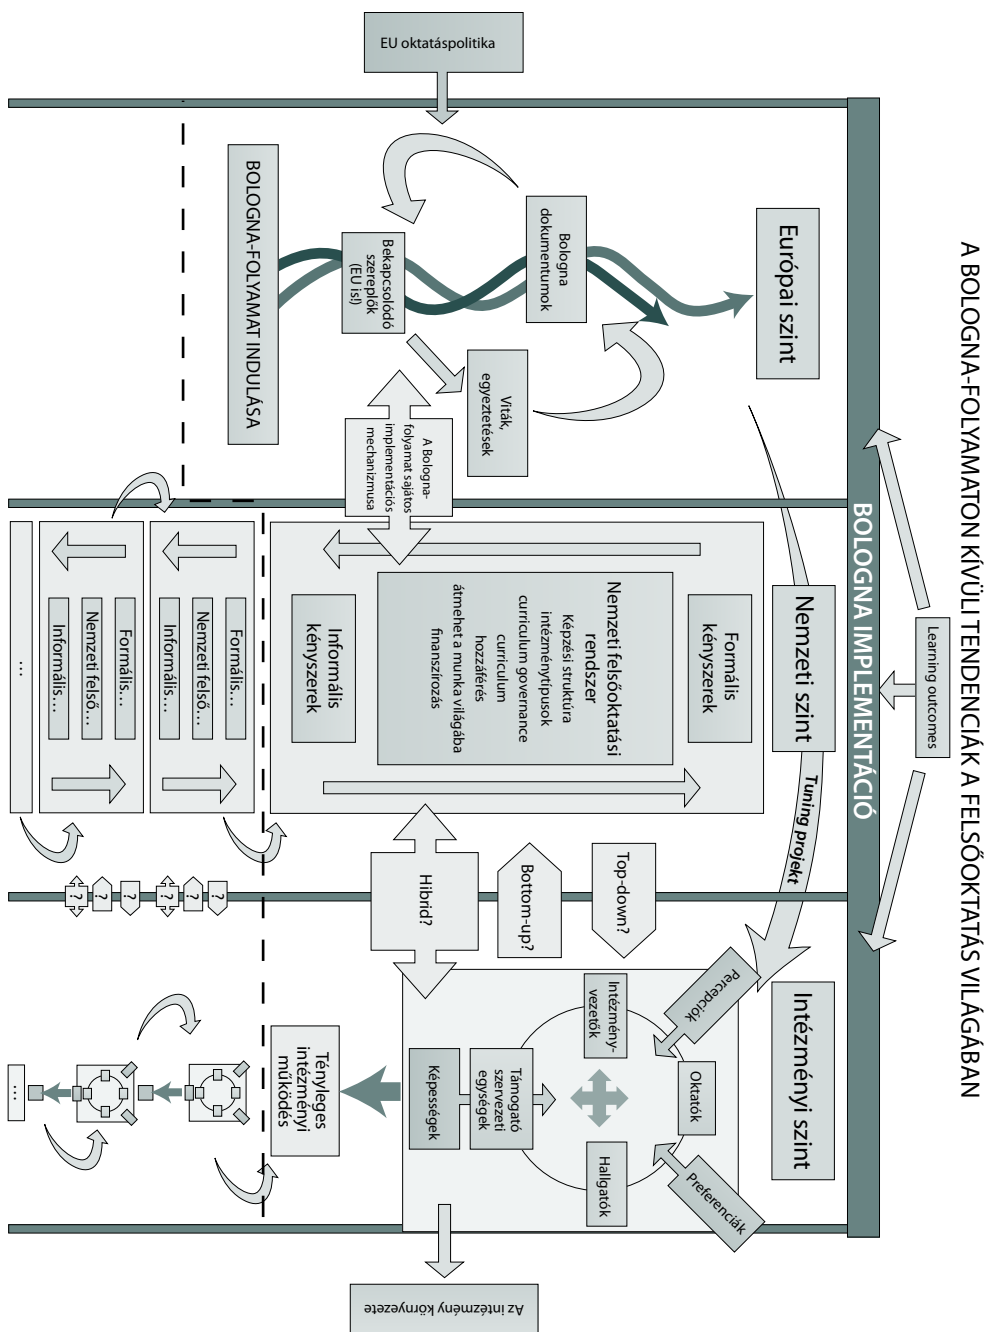 A BOLOGNA-FOLYAMATON KÍVÜLI TENDENCIÁK A FELSŐOKTATÁS VILÁGÁBAN
Learning outcomes
BOLOGNA IMPLEMENTÁCIÓ
EU oktatáspolitika
Európai szint
Bologna
dokumentumok
Bekapcsolódó
szereplők
(EU is!)
Viták,
egyeztetések
BOLOGNA-FOLYAMAT INDULÁSA
A Bologna-
folyamat sajátos
implementációs
mechanizmusa
Nemzeti szint
Tuning projekt
Formális
kényszerek
Nemzeti felsőoktatási
rendszer
Képzési struktúra
intézménytípusok
curriculum governance
curriculum
hozzáférés
átmehet a munka világába
finanszírozás
Informális
kényszerek
Formális…
Nemzeti felső…
Informális…
Formális…
Nemzeti felső…
Informális…
…
Top-down?
Bottom-up?
Hibrid?
?
?
?
?
?
?
Intézményi szint
Percepciók
Preferenciák
Oktatók
Intézmény-
vezetők
Hallgatók
Támogató
szervezeti
egységek
Képességek
Tényleges
intézményi
működés
…
Az intézmény környezete